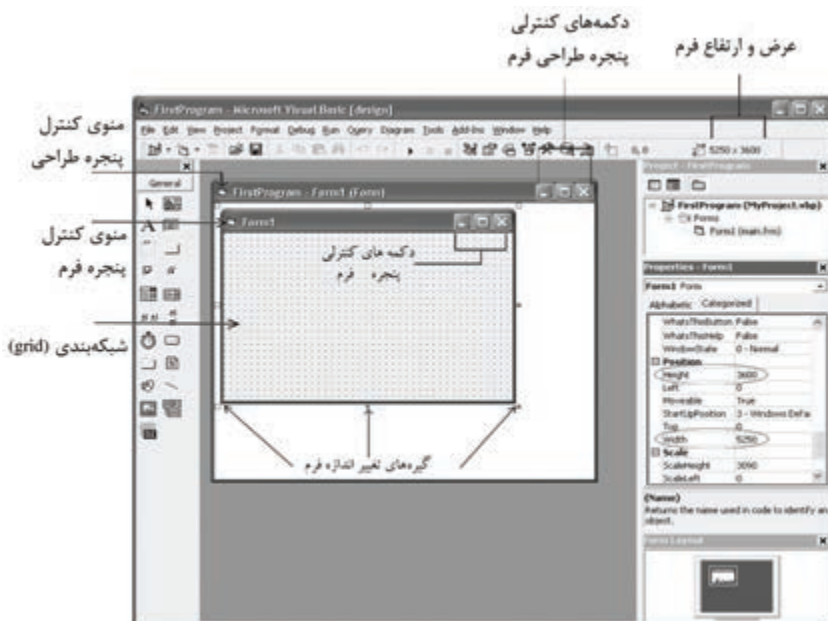 دکمه‌های کنترلی
پنجره طراحی فرم
عرض و ارتفاع فرم
FirstProgram - Microsoft Visual Basic [design]
File Edit View Project Format Debug Run Query Diagram Tools Add-Ins Window Help
0,0
5250 x 3600
منوی کنترل
پنجره طراحی
General
FirstProgram - Form1 (Form)
Form1
منوی کنترل
پنجره فرم
دکمه های کنترلی
پنجره فرم
شبکه‌بندی (grid)
گیره‌های تغییر اندازه فرم
Project - FirstProgram
FirstProgram (MyProject.vbp)
Forms
Form1 (main.frm)
Properties - Form1
Form1 Form
Alphabetic Categorized
WhatsThisButton False
WhatsThisHelp False
WindowState 0 - Normal
Position
Height 3600
Left 0
Moveable True
StartUpPosition 3 - Windows Defa
Top 0
Width 5250
Scale
ScaleHeight 3090
ScaleLeft 0
(Name)
Returns the name used in code to identify an
object.
Form Layout